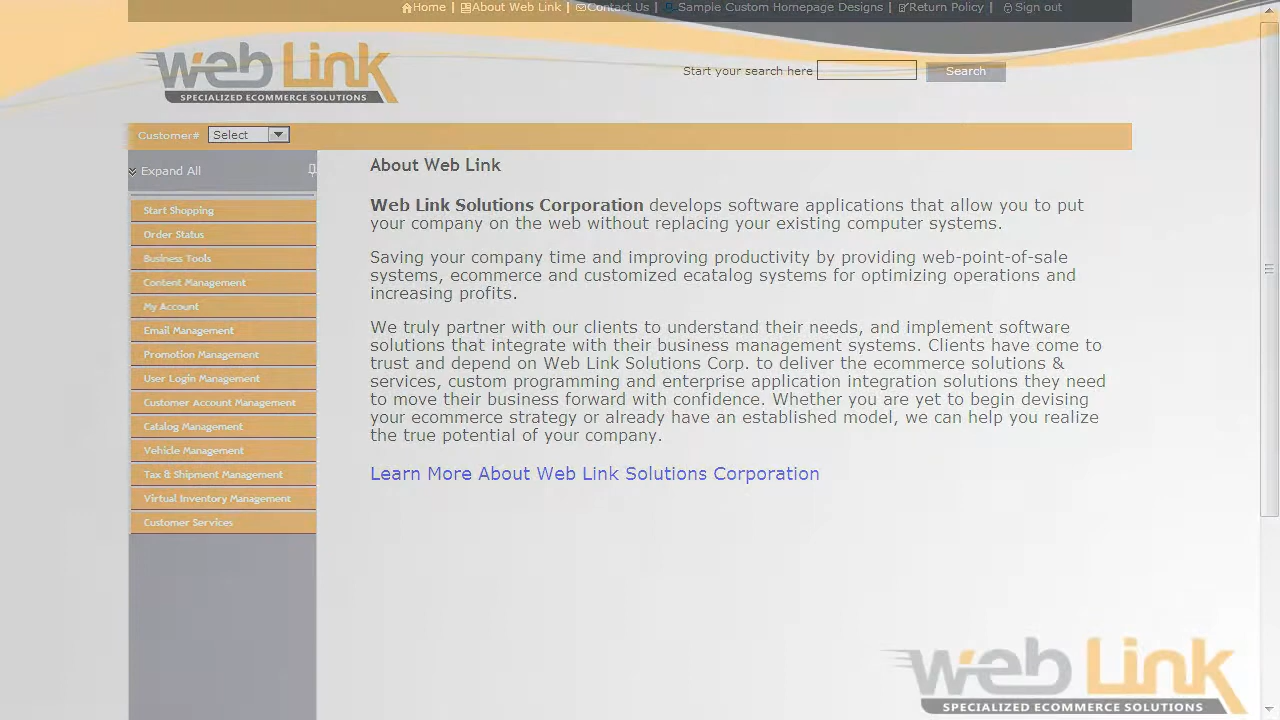 Home | About Web Link | Contact Us | Sample Custom Homepage Designs | Return Policy | Sign out
web Link
SPECIALIZED ECOMMERCE SOLUTIONS
Start your search here Search
Customer# Select
Expand All
Start Shopping
Order Status
Business Tools
Content Management
My Account
Email Management
Promotion Management
User Login Management
Customer Account Management
Catalog Management
Vehicle Management
Tax & Shipment Management
Virtual Inventory Management
Customer Services
About Web Link
Web Link Solutions Corporation develops software applications that allow you to put
your company on the web without replacing your existing computer systems.
Saving your company time and improving productivity by providing web-point-of-sale
systems, ecommerce and customized ecatalog systems for optimizing operations and
increasing profits.
We truly partner with our clients to understand their needs, and implement software
solutions that integrate with their business management systems. Clients have come to
trust and depend on Web Link Solutions Corp. to deliver the ecommerce solutions &
services, custom programming and enterprise application integration solutions they need
to move their business forward with confidence. Whether you are yet to begin devising
your ecommerce strategy or already have an established model, we can help you realize
the true potential of your company.
Learn More About Web Link Solutions Corporation
web Link
SPECIALIZED ECOMMERCE SOLUTIONS